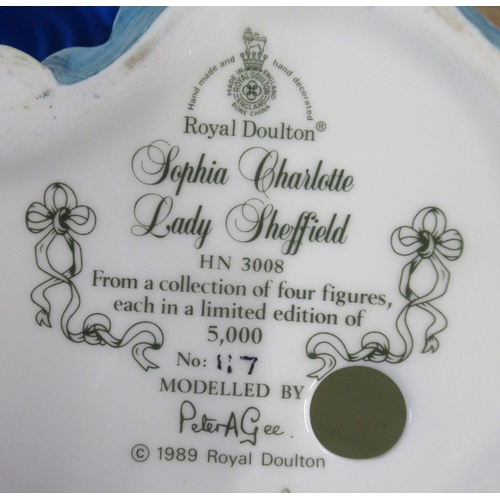 Hand made and hand decorated
MADE IN ENGLAND
ROYAL DOULTON
ENGLAND
BONE CHINA
Royal Doulton®
Sophia Charlotte
Lady Sheffield
HN 3008
From a collection of four figures,
each in a limited edition of
5,000
No: 117
MODELLED BY
Peter A Gee.
© 1989 Royal Doulton